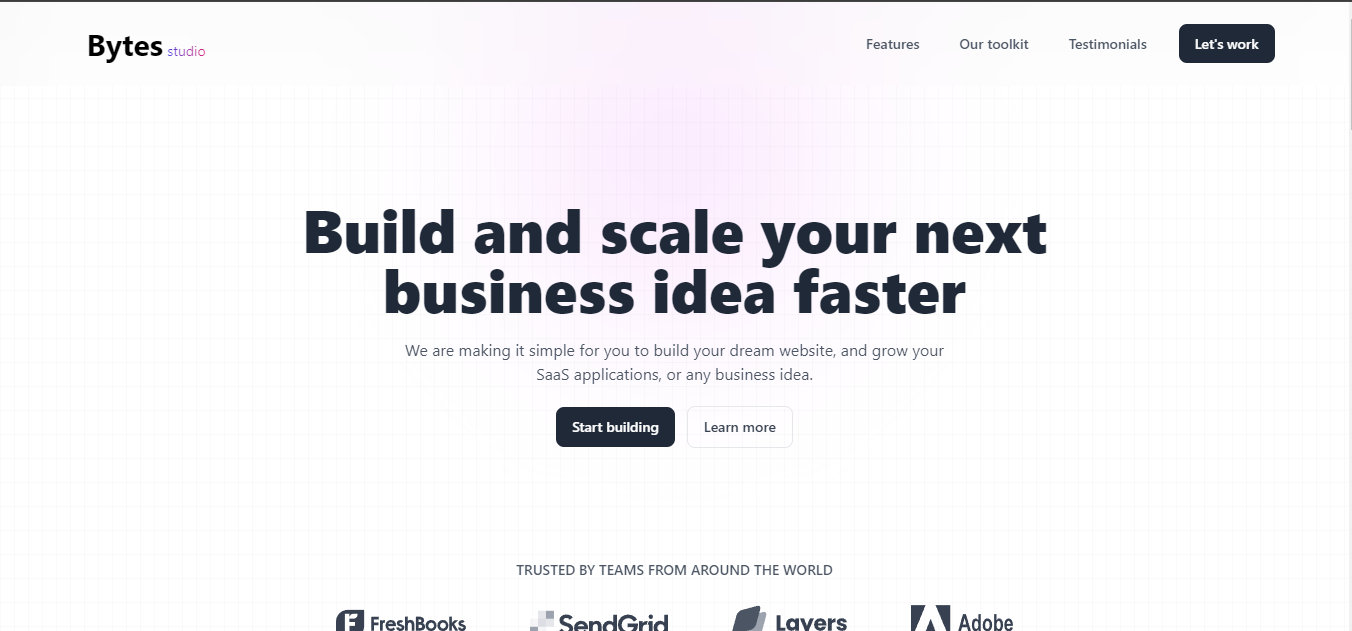 Bytes studio
Features
Our toolkit
Testimonials
Let's work
Build and scale your next
business idea faster
We are making it simple for you to build your dream website, and grow your
SaaS applications, or any business idea.
Start building
Learn more
TRUSTED BY TEAMS FROM AROUND THE WORLD
FreshBooks
SendGrid
Layers
Adobe